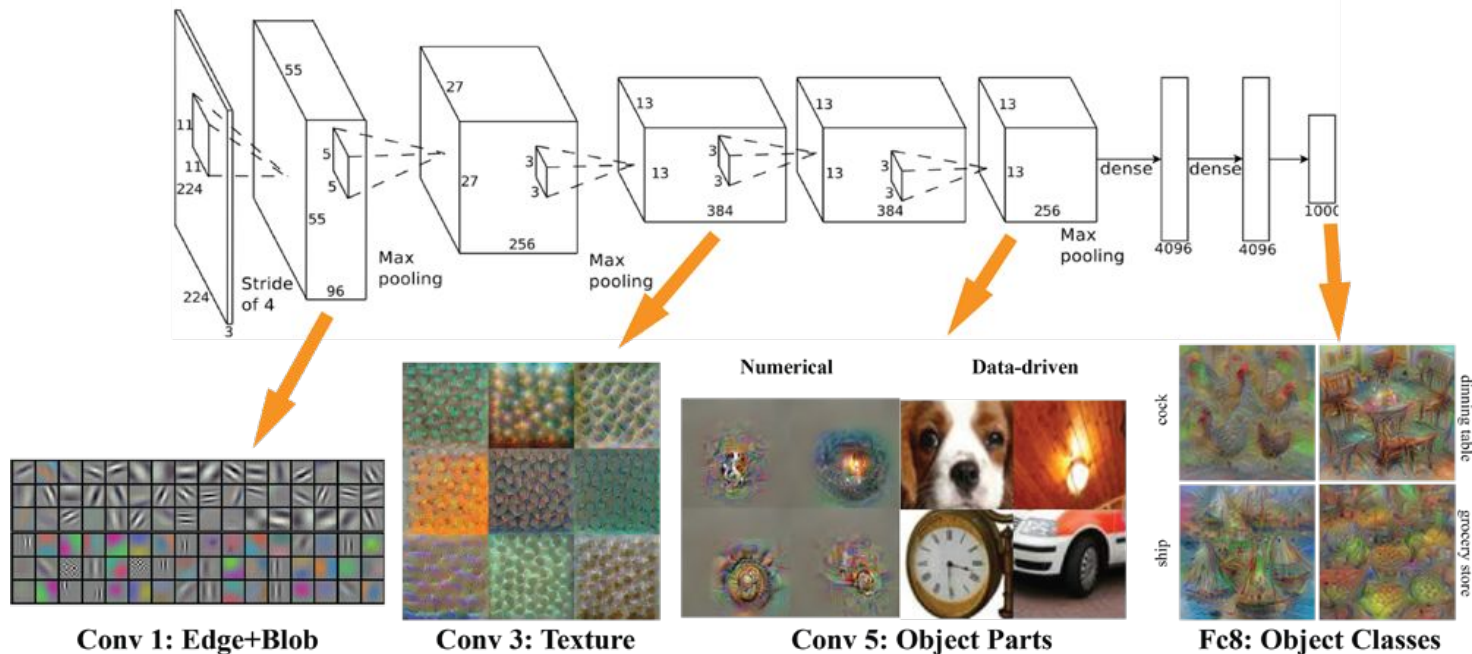 11
11
224
224
3
Stride
of 4
55
55
96
5
5
Max
pooling
27
27
256
3
3
Max
pooling
13
13
384
3
3
13
13
384
3
3
13
13
256
Max
pooling
dense
4096
dense
4096
1000
Numerical
Data-driven
cock
ship
dinning table
grocery store
Conv 1: Edge+Blob
Conv 3: Texture
Conv 5: Object Parts
Fc8: Object Classes